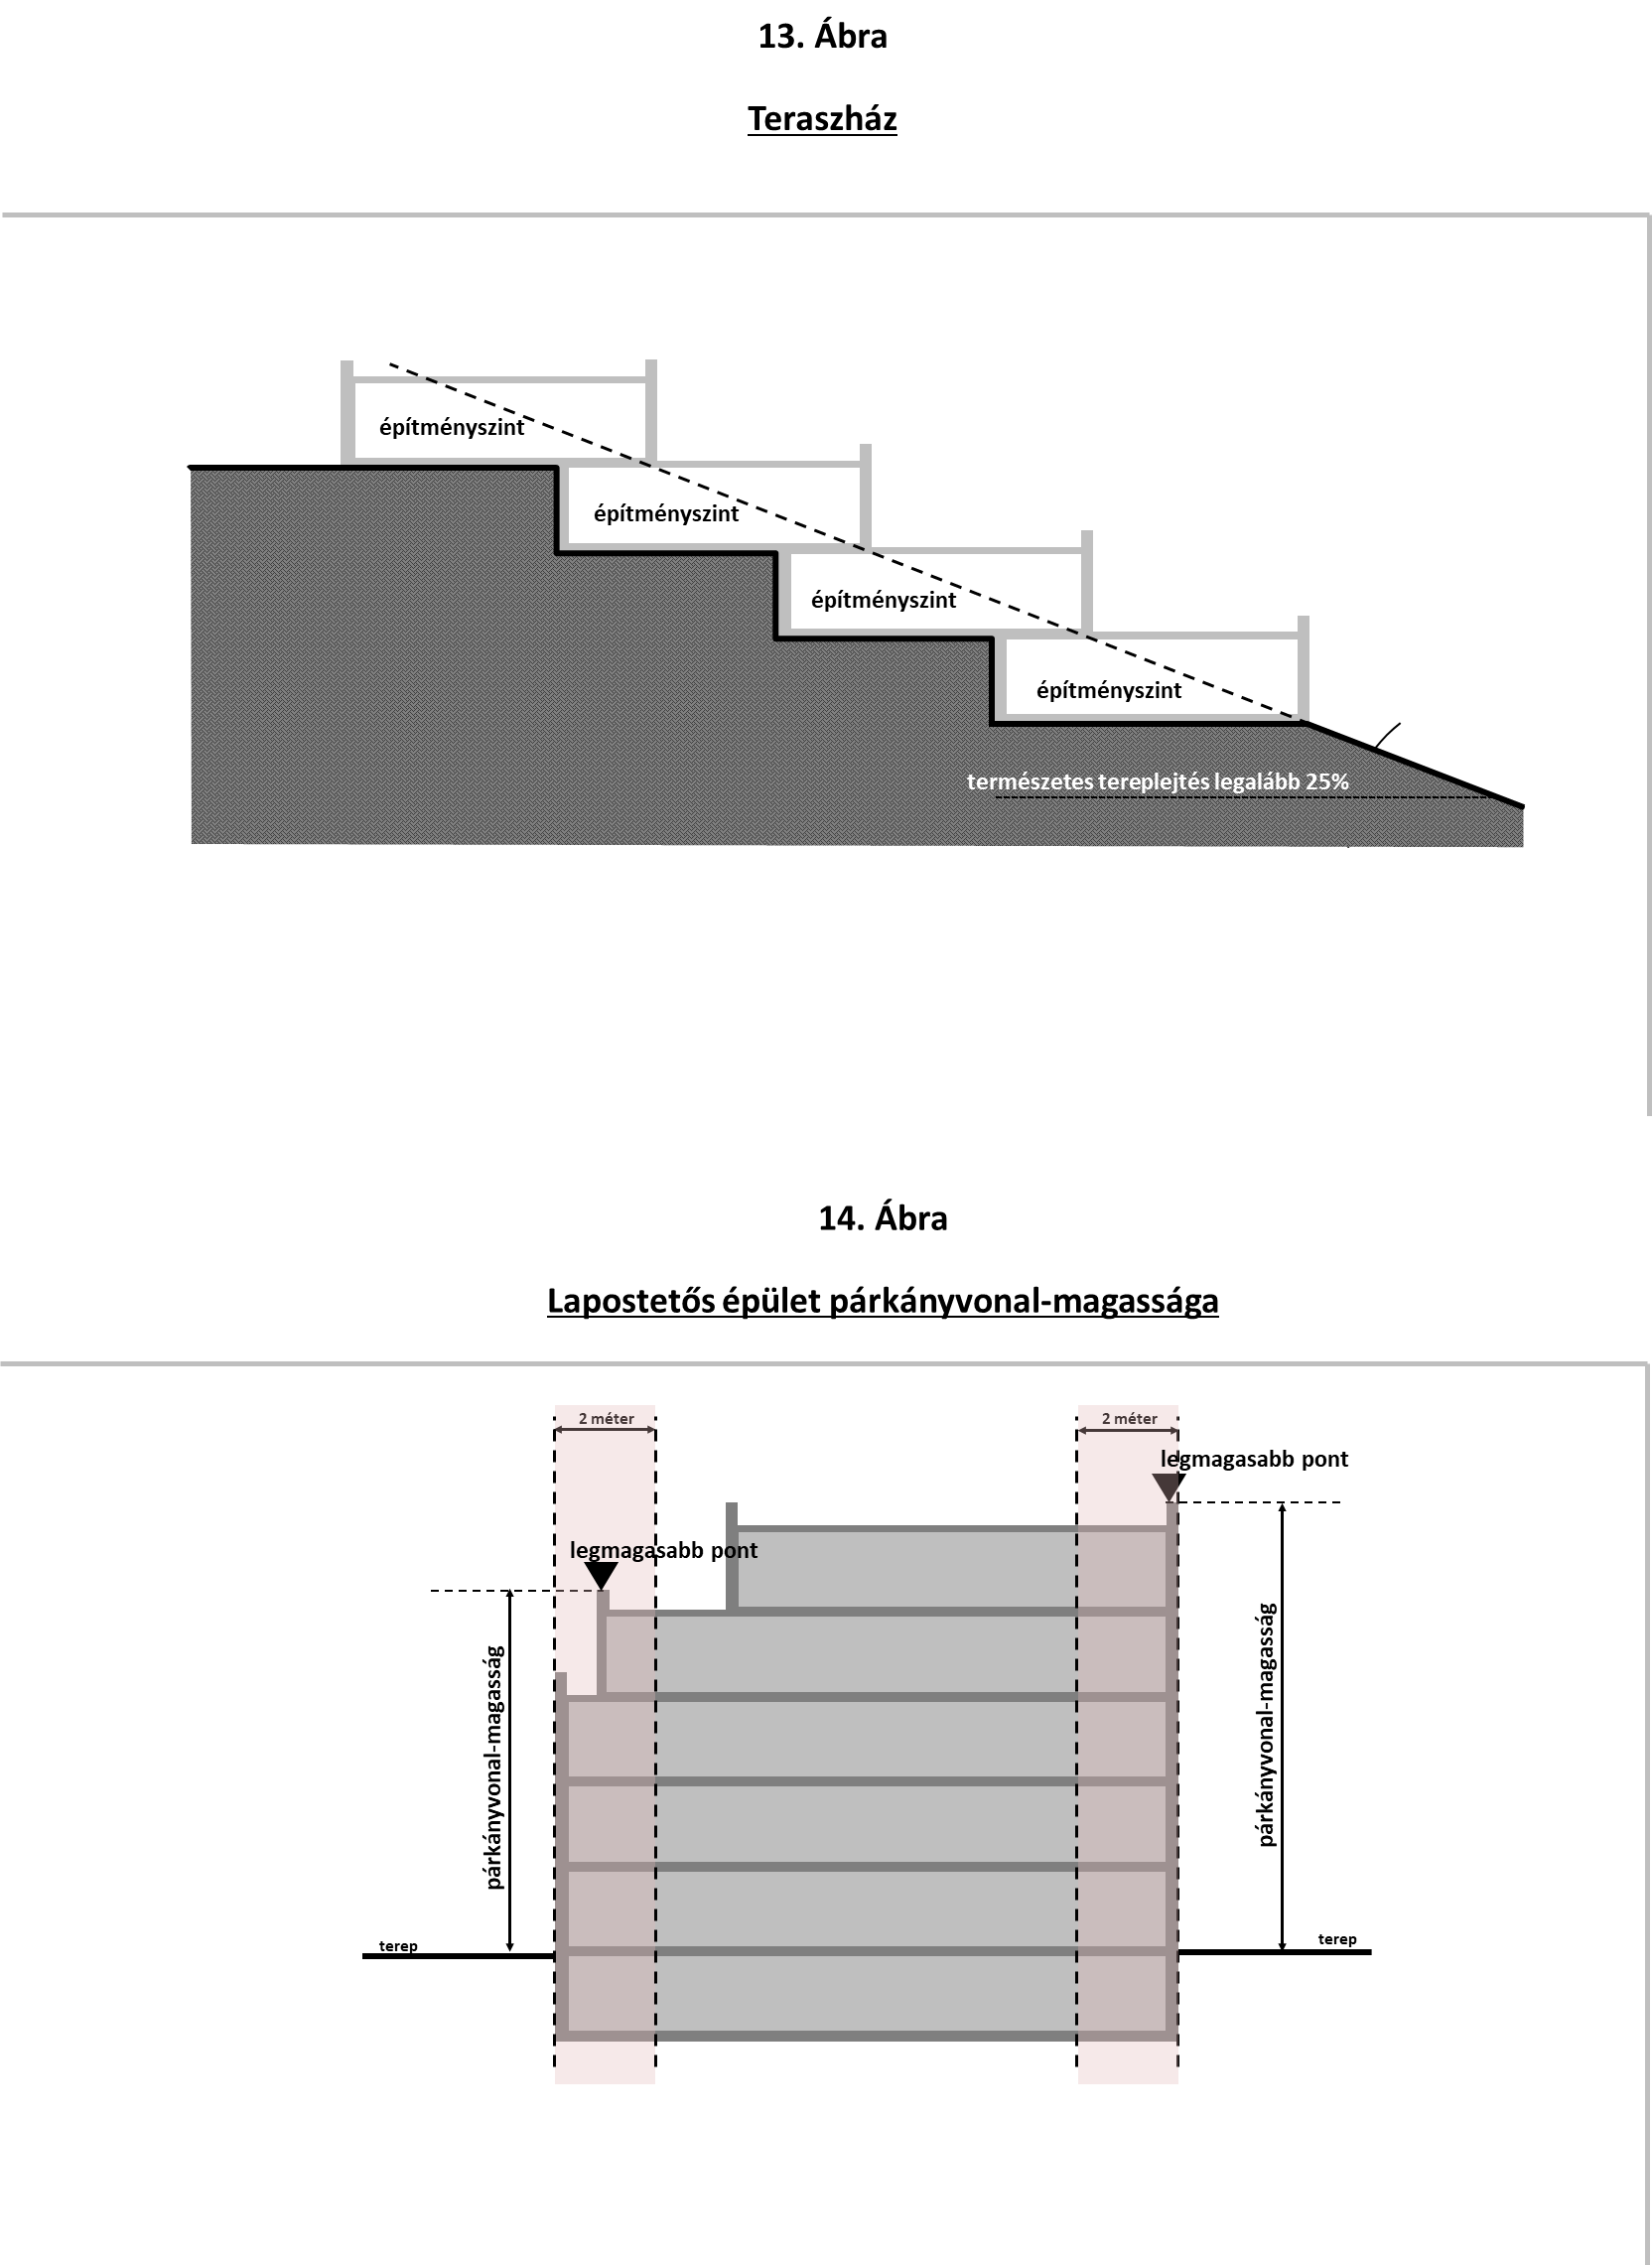 13. Ábra
Teraszház
építményszint
építményszint
építményszint
építményszint
természetes tereplejtés legalább 25%
14. Ábra
Lapostetős épület párkányvonal-magassága
2 méter
2 méter
legmagasabb pont
legmagasabb pont
párkányvonal-magasság
párkányvonal-magasság
terep
terep